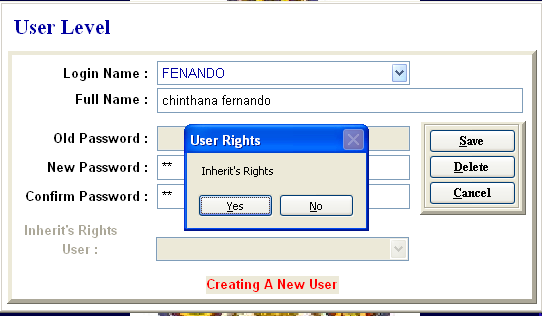 User Level
Login Name : FENANDO
Full Name : chinthana fernando
Old Password :
New Password : **
Confirm Password : **
Inherit's Rights
User :
Creating A New User
Save
Delete
Cancel
User Rights
Inherit's Rights
Yes No